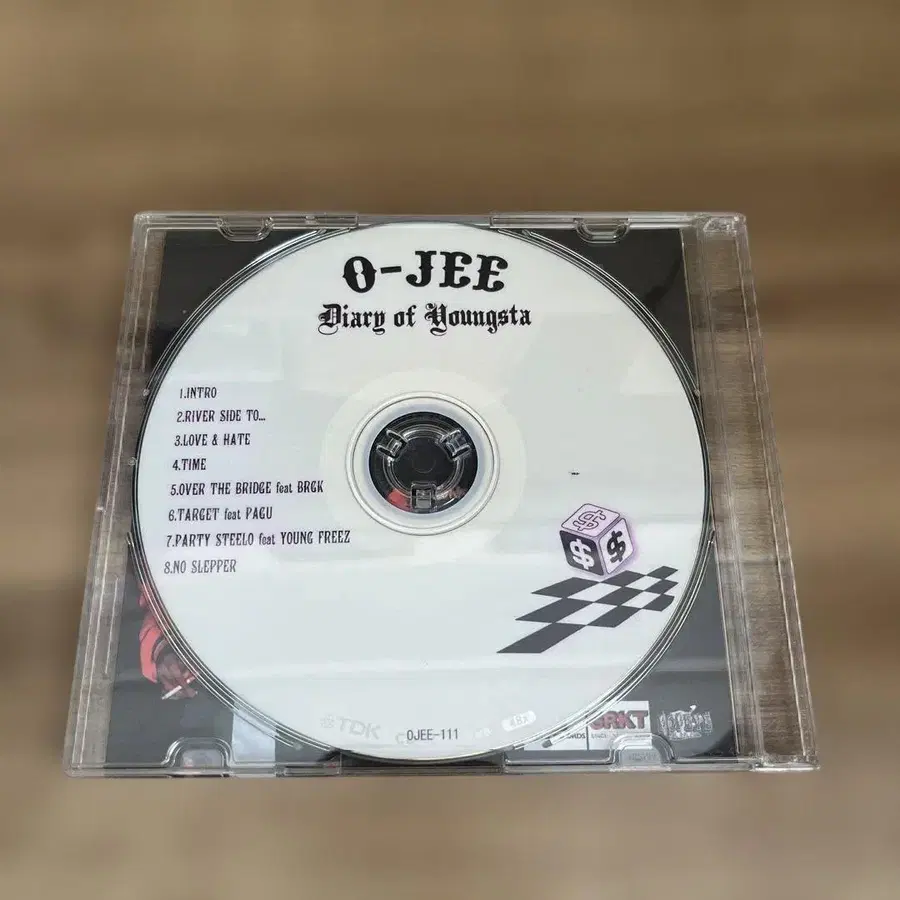 O-JEE
Diary of Youngsta
1.INTRO
2.RIVER SIDE TO...
3.LOVE & HATE
4.TIME
5.OVER THE BRIDGE feat BRGK
6.TARGET feat PAGU
7.PARTY STEELO feat YOUNG FREEZ
8.NO SLEPPER
$ $ $
TDK
48x
OJEE-111